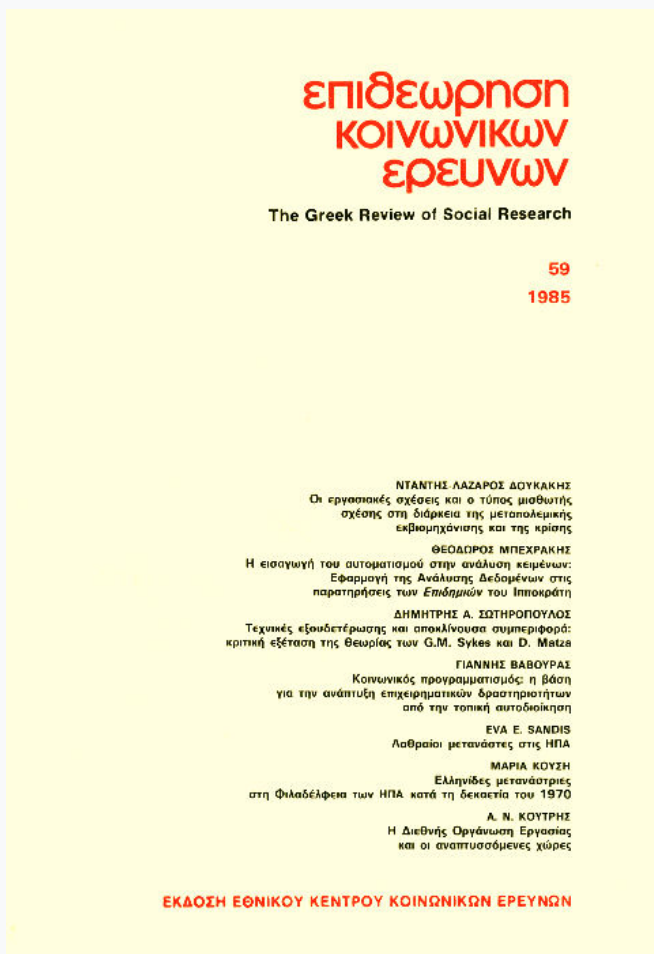 επιθεωρηση
κοινωνικων
ερευνων
The Greek Review of Social Research
59
1985
ΝΤΑΝΤΗΣ ΛΑΖΑΡΟΣ ΔΟΥΚΑΚΗΣ
Οι εργασιακές σχέσεις και ο τύπος μισθωτής
σχέσης στη διάρκεια της μεταπολεμικής
εκβιομηχάνισης και της κρίσης
ΘΕΟΔΩΡΟΣ ΜΠΕΧΡΑΚΗΣ
Η εισαγωγή του αυτοματισμού στην ανάλυση κειμένων:
Εφαρμογή της Ανάλυσης Δεδομένων στις
παρατηρήσεις των Επιδημιών του Ιπποκράτη
ΔΗΜΗΤΡΗΣ Α. ΣΩΤΗΡΟΠΟΥΛΟΣ
Τεχνικές εξουδετέρωσης και αποκλίνουσα συμπεριφορά:
κριτική εξέταση της θεωρίας των G.M. Sykes και D. Matza
ΓΙΑΝΝΗΣ ΒΑΒΟΥΡΑΣ
Κοινωνικός προγραμματισμός: η βάση
για την ανάπτυξη επιχειρηματικών δραστηριοτήτων
από την τοπική αυτοδιοίκηση
EVA E. SANDIS
Λαθραίοι μετανάστες στις ΗΠΑ
ΜΑΡΙΑ ΚΟΥΣΗ
Ελληνίδες μετανάστριες
στη Φιλαδέλφεια των ΗΠΑ κατά τη δεκαετία του 1970
Α. Ν. ΚΟΥΤΡΗΣ
Η Διεθνής Οργάνωση Εργασίας
και οι αναπτυσσόμενες χώρες
ΕΚΔΟΣΗ ΕΘΝΙΚΟΥ ΚΕΝΤΡΟΥ ΚΟΙΝΩΝΙΚΩΝ ΕΡΕΥΝΩΝ